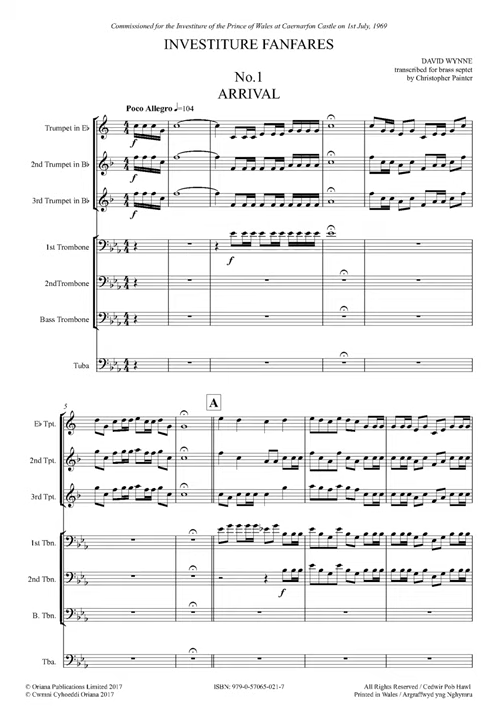 Commissioned for the Investiture of the Prince of Wales at Caernarfon Castle on 1st July, 1969
INVESTITURE FANFARES
DAVID WYNNE
transcribed for brass septet
by Christopher Painter
No.1
ARRIVAL
Poco Allegro ♩=104
Trumpet in E♭
f
2nd Trumpet in B♭
f
3rd Trumpet in B♭
f
1st Trombone
f
2ndTrombone
Bass Trombone
Tuba
5
A
E♭ Tpt.
2nd Tpt.
3rd Tpt.
1st Tbn.
2nd Tbn.
f
B. Tbn.
Tba.
© Oriana Publications Limited 2017
© Cwmni Cyhoeddi Oriana 2017
ISBN: 979-0-57065-021-7
All Rights Reserved / Cedwir Pob Hawl
Printed in Wales / Argraffwyd yng Nghymru